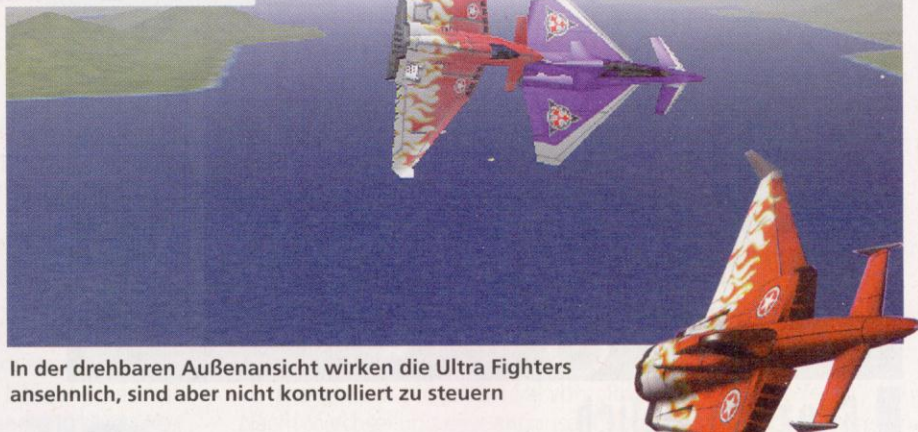 In der drehbaren Außenansicht wirken die Ultra Fighters
ansehnlich, sind aber nicht kontrolliert zu steuern